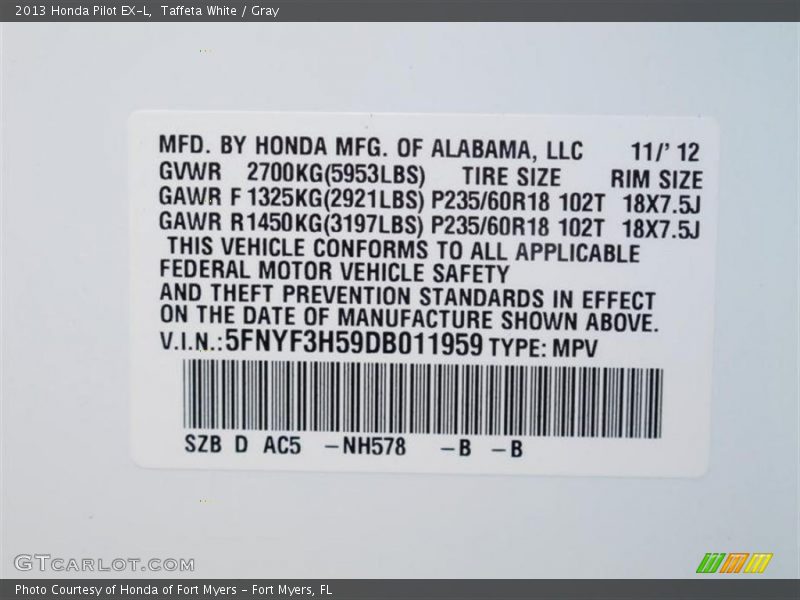 2013 Honda Pilot EX-L, Taffeta White / Gray
MFD. BY HONDA MFG. OF ALABAMA, LLC 11/' 12
GVWR 2700KG(5953LBS) TIRE SIZE RIM SIZE
GAWR F 1325KG(2921LBS) P235/60R18 102T 18X7.5J
GAWR R1450KG(3197LBS) P235/60R18 102T 18X7.5J
THIS VEHICLE CONFORMS TO ALL APPLICABLE
FEDERAL MOTOR VEHICLE SAFETY
AND THEFT PREVENTION STANDARDS IN EFFECT
ON THE DATE OF MANUFACTURE SHOWN ABOVE.
V.I.N.:5FNYF3H59DB011959 TYPE: MPV
SZB D AC5 -NH578 -B -B
GTCARLOT.COM
Photo Courtesy of Honda of Fort Myers - Fort Myers, FL